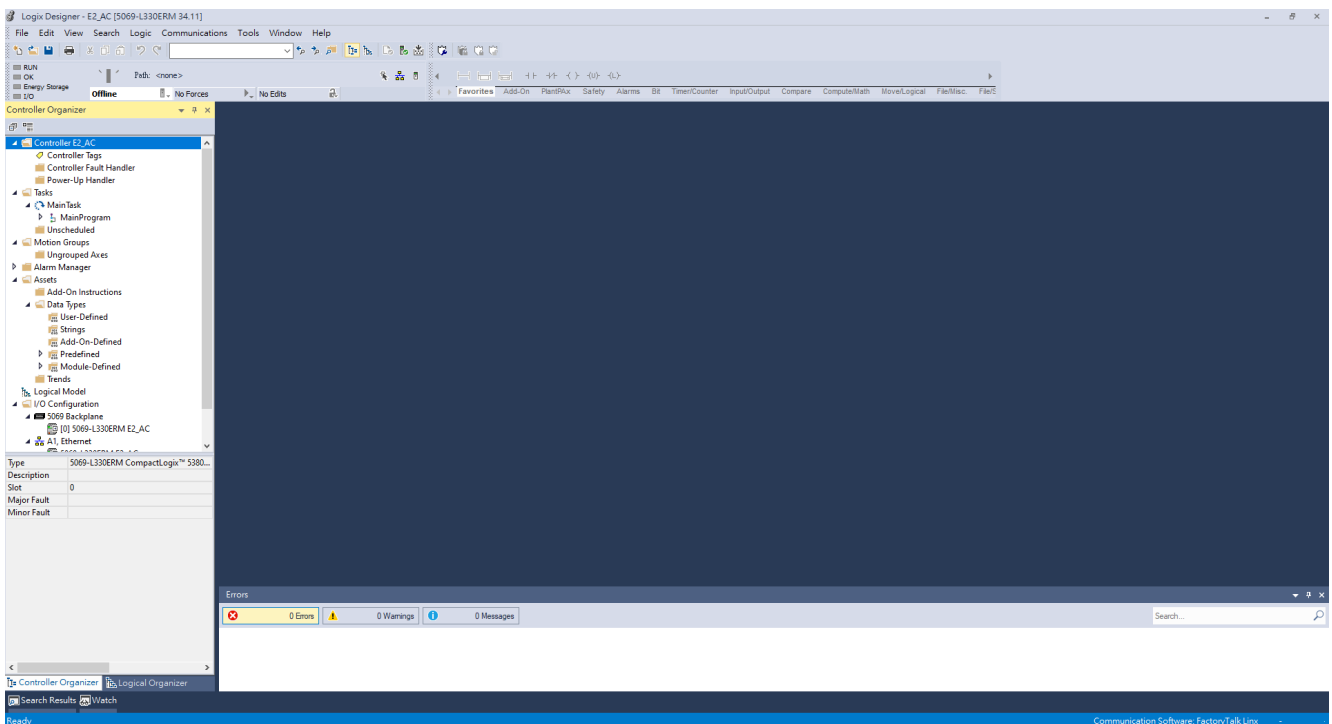 Logix Designer - E2_AC [5069-L330ERM 34.11]
File Edit View Search Logic Communications Tools Window Help
RUN
OK
Energy Storage
I/O
Path: <none>
Offline No Forces No Edits
Favorites Add-On PlantPAx Safety Alarms Bit Timer/Counter Input/Output Compare Compute/Math Move/Logical File/Misc. File/S
Controller Organizer
Controller E2_AC
Controller Tags
Controller Fault Handler
Power-Up Handler
Tasks
MainTask
MainProgram
Unscheduled
Motion Groups
Ungrouped Axes
Alarm Manager
Assets
Add-On Instructions
Data Types
User-Defined
Strings
Add-On-Defined
Predefined
Module-Defined
Trends
Logical Model
I/O Configuration
5069 Backplane
[0] 5069-L330ERM E2_AC
A1, Ethernet
Type 5069-L330ERM CompactLogix™ 5380...
Description
Slot 0
Major Fault
Minor Fault
Controller Organizer Logical Organizer
Errors
0 Errors 0 Warnings 0 Messages
Search...
Search Results Watch
Ready
Communication Software: FactoryTalk Linx